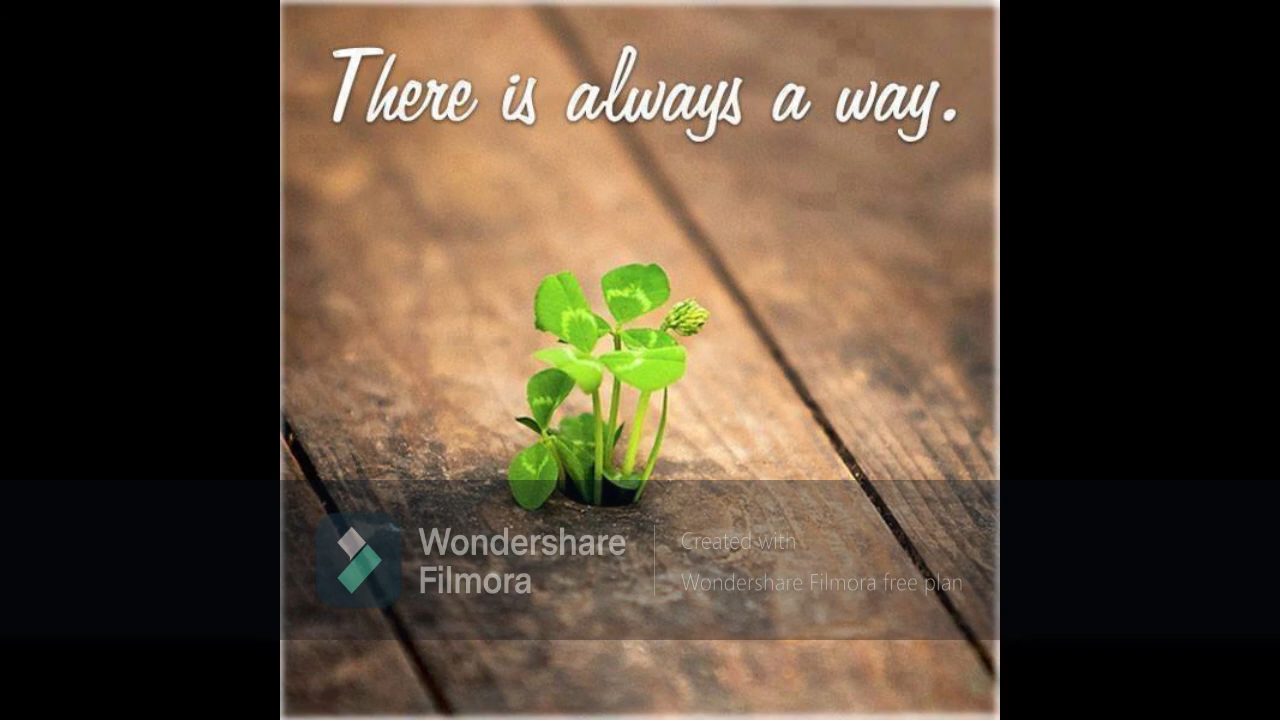 There is always a way.
Wondershare
Filmora
Created with
Wondershare Filmora free plan